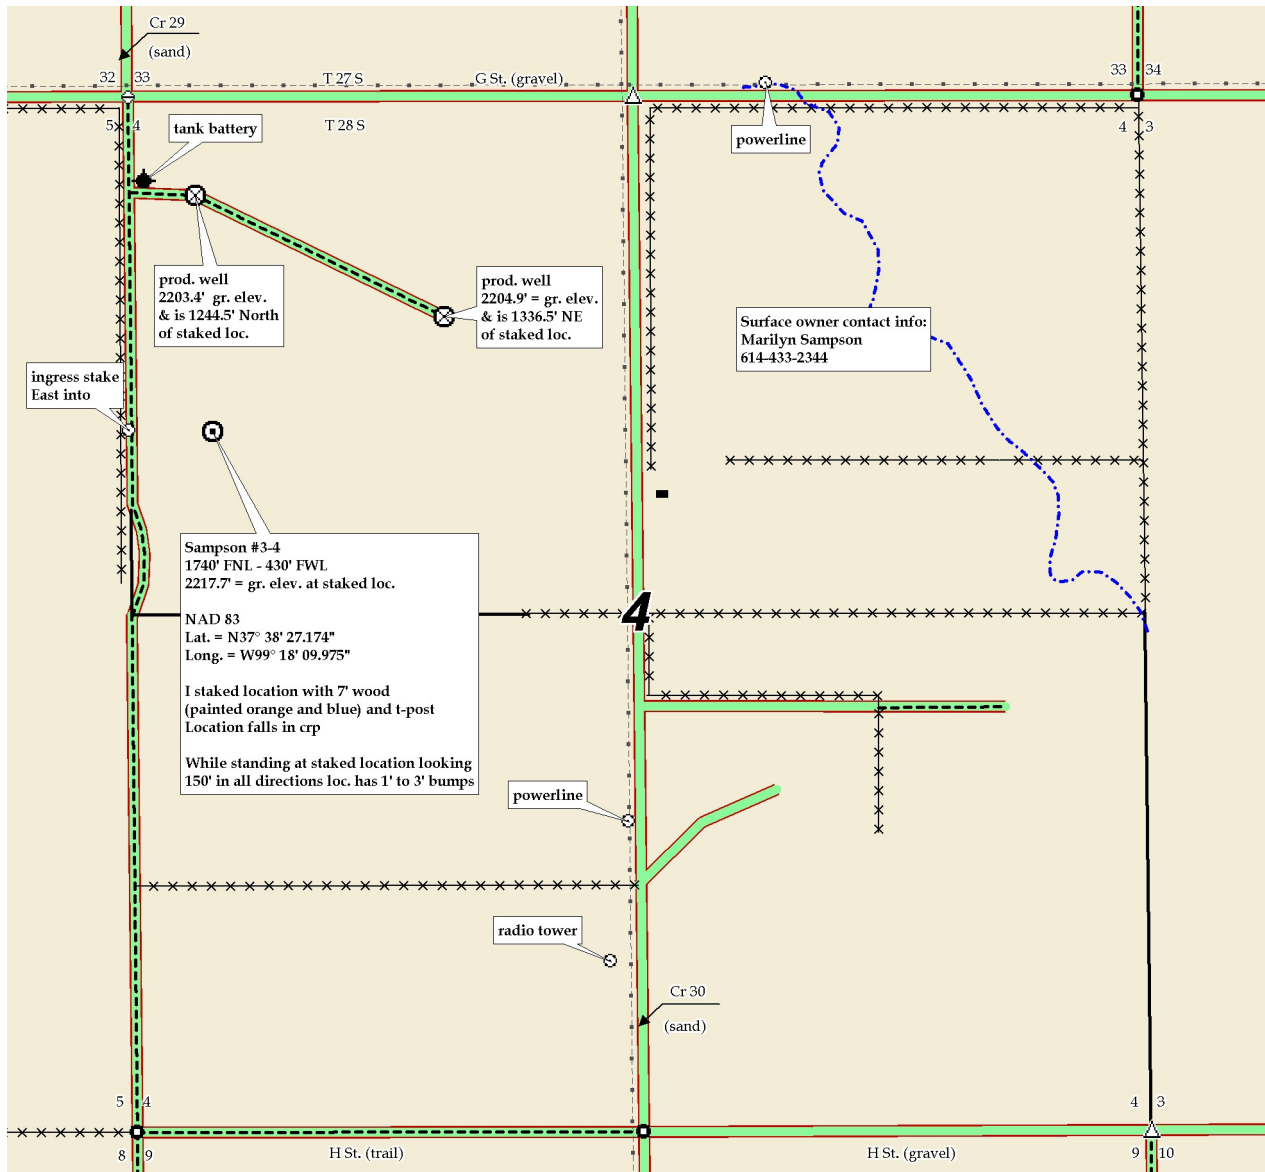 Cr 29
(sand)
32 33
T 27 S
G St. (gravel)
33 34
5 4
T 28 S
4 3
tank battery
powerline
prod. well
2203.4' gr. elev.
& is 1244.5' North
of staked loc.
prod. well
2204.9' = gr. elev.
& is 1336.5' NE
of staked loc.
Surface owner contact info:
Marilyn Sampson
614-433-2344
ingress stake
East into
Sampson #3-4
1740' FNL - 430' FWL
2217.7' = gr. elev. at staked loc.
NAD 83
Lat. = N37° 38' 27.174"
Long. = W99° 18' 09.975"
I staked location with 7' wood
(painted orange and blue) and t-post
Location falls in crp
While standing at staked location looking
150' in all directions loc. has 1' to 3' bumps
4
powerline
radio tower
Cr 30
(sand)
5 4
4 3
8 9
H St. (trail)
H St. (gravel)
9 10